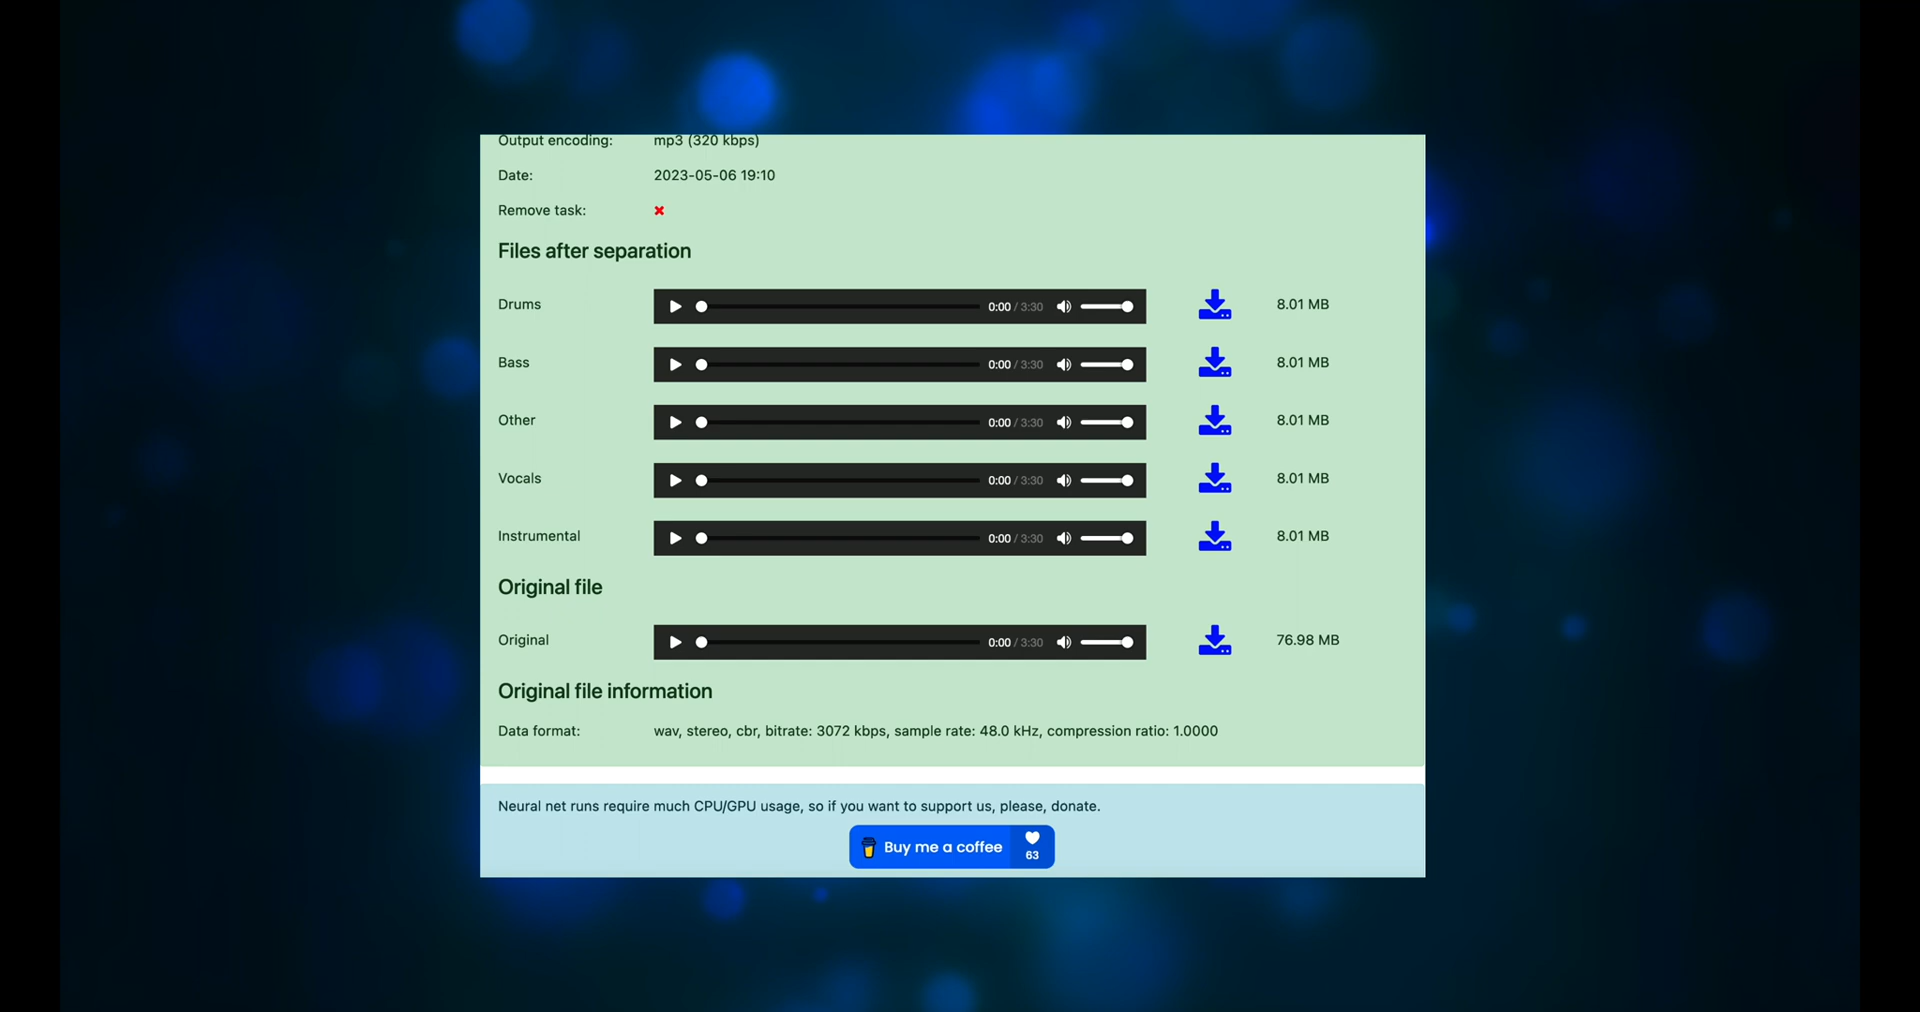 Output encoding: mp3 (320 kbps)
Date: 2023-05-06 19:10
Remove task:
Files after separation
Drums 0:00 / 3:30 8.01 MB
Bass 0:00 / 3:30 8.01 MB
Other 0:00 / 3:30 8.01 MB
Vocals 0:00 / 3:30 8.01 MB
Instrumental 0:00 / 3:30 8.01 MB
Original file
Original 0:00 / 3:30 76.98 MB
Original file information
Data format: wav, stereo, cbr, bitrate: 3072 kbps, sample rate: 48.0 kHz, compression ratio: 1.0000
Neural net runs require much CPU/GPU usage, so if you want to support us, please, donate.
Buy me a coffee 63